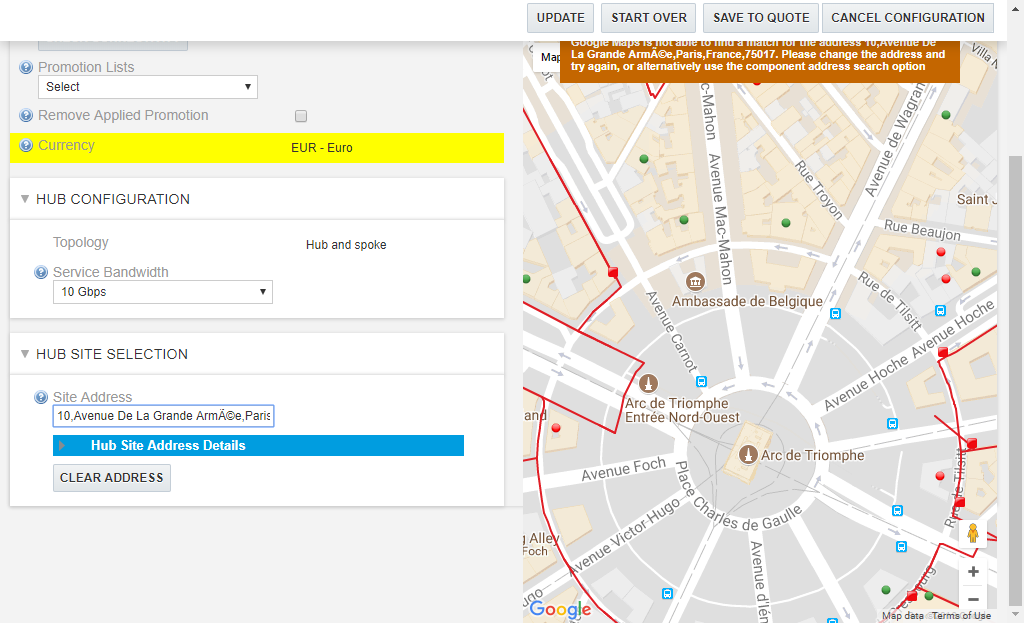 UPDATE
START OVER
SAVE TO QUOTE
CANCEL CONFIGURATION
Promotion Lists
Select
Remove Applied Promotion
Currency
EUR - Euro
HUB CONFIGURATION
Topology
Hub and spoke
Service Bandwidth
10 Gbps
HUB SITE SELECTION
Site Address
10,Avenue De La Grande ArmÃ©e,Paris
Hub Site Address Details
CLEAR ADDRESS
Map
Google Maps is not able to find a match for the address 10,Avenue De
La Grande ArmÃ©e,Paris,France,75017. Please change the address and
try again, or alternatively use the component address search option
Villa N
c-Mahon
Avenue Mac-Mahon
Avenue de Wagram
Rue Troyon
Saint J
Rue Beaujon
Rue de Tilsitt
Avenue Hoche
Avenue Hoche
Ambassade de Belgique
Avenue Carnot
Arc de Triomphe
Entrée Nord-Ouest
and
Arc de Triomphe
Avenue Foch
Place Charles de Gaulle
Avenue Victor Hugo
Rue de Tilsitt
g Alley
Foch
ugo
Avenue d'Ién
bourg
Google
Map data
Terms of Use